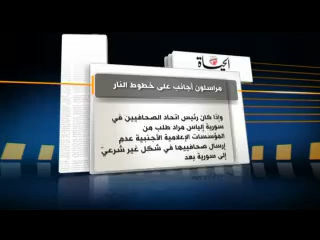 الحياة
مراسلون أجانب على خطوط النار
واذا كان رئيس اتحاد الصحافيين في
سورية إلياس مراد طلب من
المؤسسات الإعلامية الأجنبية عدم
إرسال صحافييها في شكل غير شرعيّ
إلى سورية بعد